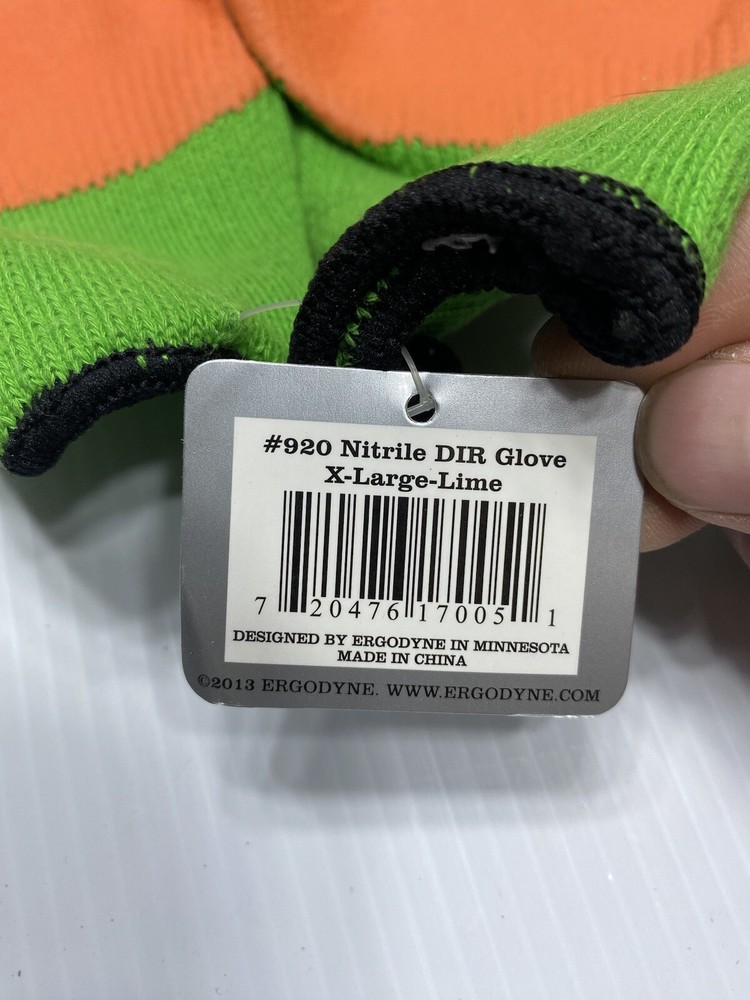 #920 Nitrile DIR Glove
X-Large-Lime
7 20476 17005 1
DESIGNED BY ERGODYNE IN MINNESOTA
MADE IN CHINA
©2013 ERGODYNE. WWW.ERGODYNE.COM